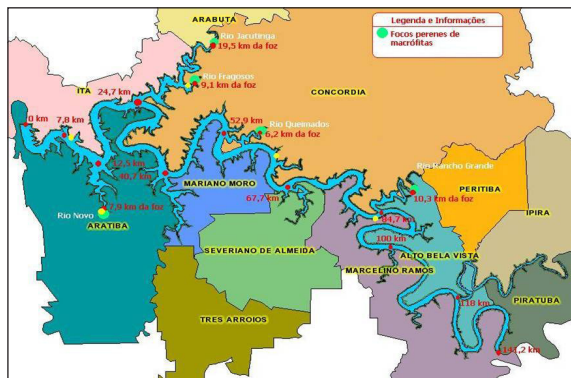 ARABUTA
Legenda e Informações
Focos perenes de
macrófitas
Rio Jacutinga
19,5 km da foz
Rio Fragosos
9,1 km da foz
ITA
24,7 km
CONCORDIA
0 km
7,8 km
52,9 km
Rio Queimados
6,2 km da foz
12,5 km
40,7 km
Rio Rancho Grande
10,3 km da foz
MARIANO MORO
PERITIBA
67,7 km
7,9 km da foz
Rio Novo
ARATIBA
IPIRA
84,7 km
100 km
SEVERIANO DE ALMEIDA
ALTO BELA VISTA
MARCELINO RAMOS
118 km
PIRATUBA
TRES ARROIOS
141,2 km